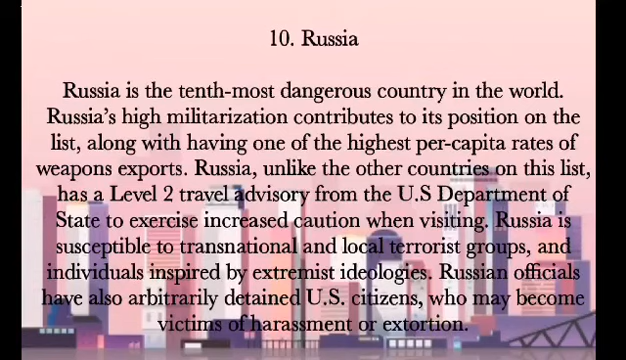 10. Russia
Russia is the tenth-most dangerous country in the world.
Russia's high militarization contributes to its position on the
list, along with having one of the highest per-capita rates of
weapons exports. Russia, unlike the other countries on this list,
has a Level 2 travel advisory from the U.S Department of
State to exercise increased caution when visiting. Russia is
susceptible to transnational and local terrorist groups, and
individuals inspired by extremist ideologies. Russian officials
have also arbitrarily detained U.S. citizens, who may become
victims of harassment or extortion.